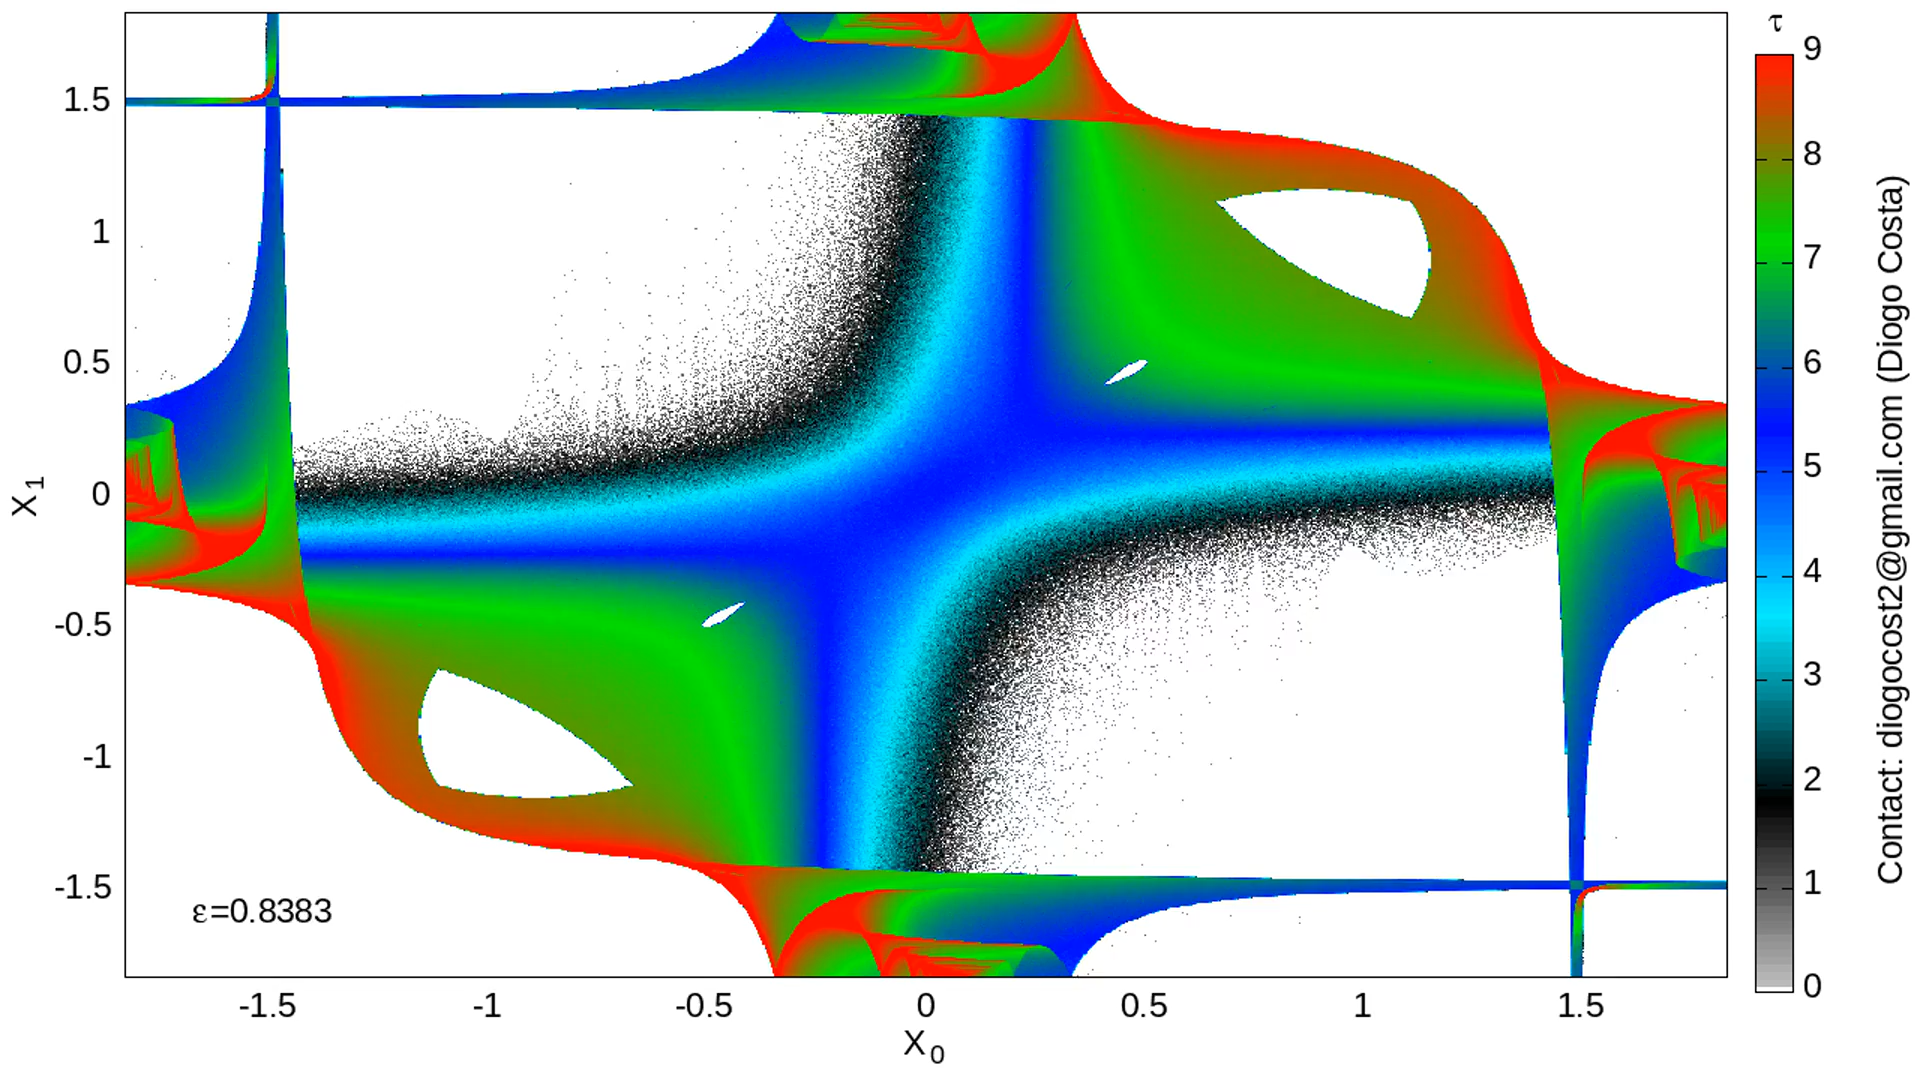 τ
9
8
7
6
5
4
3
2
1
0
1.5
1
0.5
0
-0.5
-1
-1.5
X1
ε=0.8383
-1.5 -1 -0.5 0 0.5 1 1.5
X0
Contact: diogocost2@gmail.com (Diogo Costa)